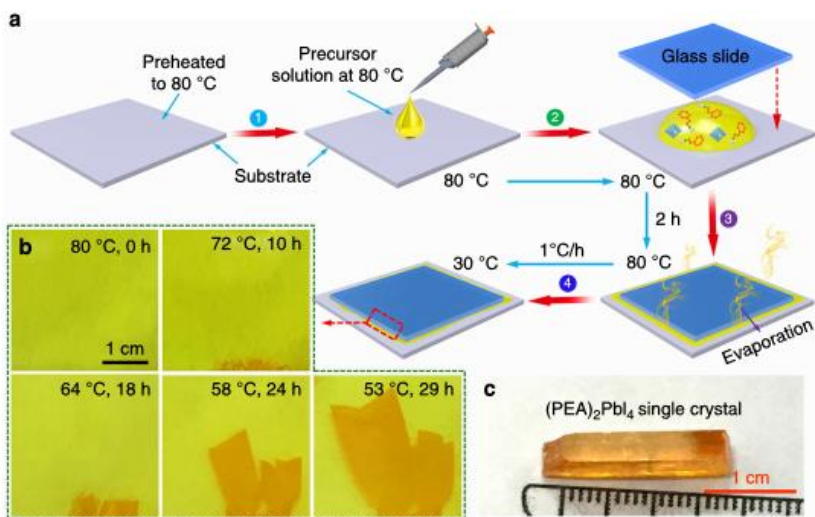 a
Preheated
to 80 °C
Precursor
solution at 80 °C
Glass slide
1
2
Substrate
80 °C
80 °C
2 h
3
1°C/h
30 °C
80 °C
4
Evaporation
b
80 °C, 0 h
72 °C, 10 h
1 cm
64 °C, 18 h
58 °C, 24 h
53 °C, 29 h
c
(PEA)₂PbI₄ single crystal
1 cm